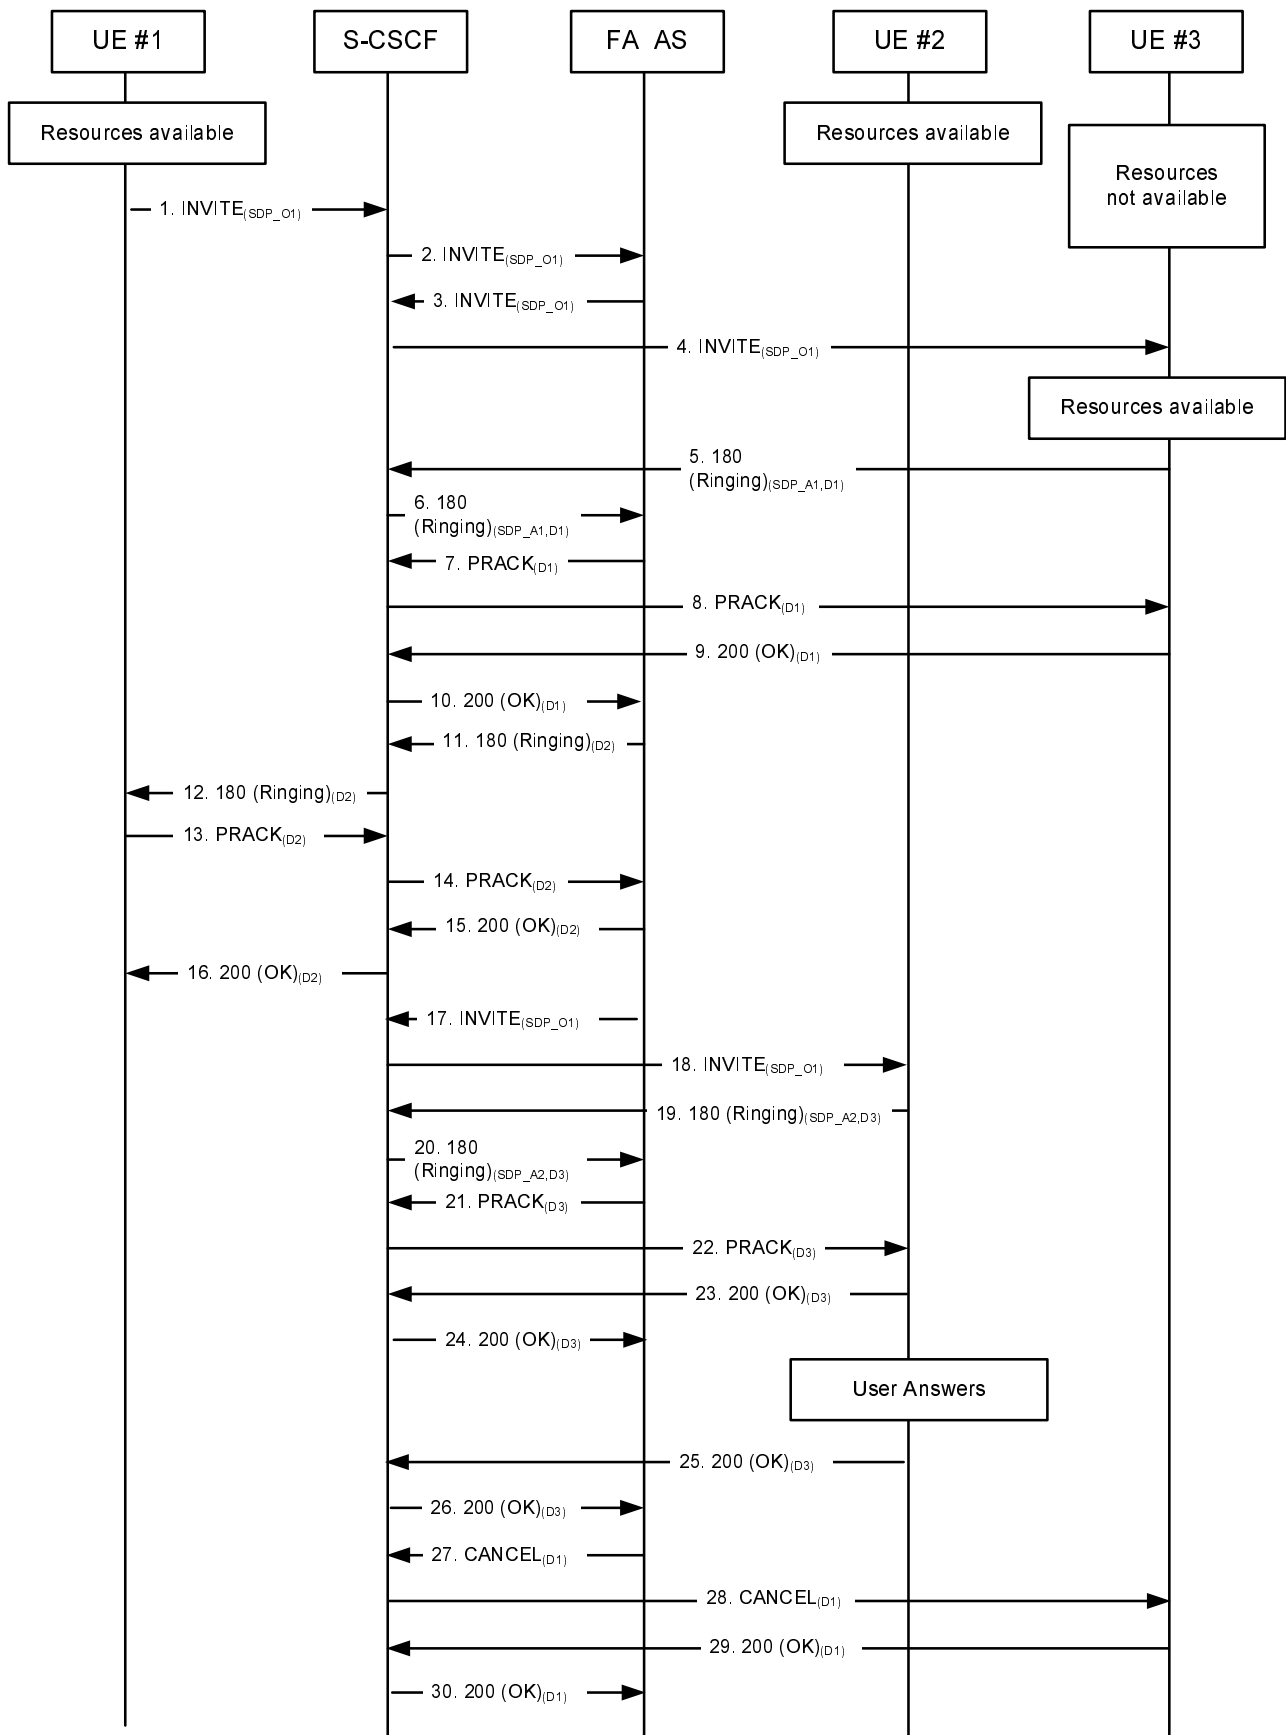 UE #1
S-CSCF
FA AS
UE #2
UE #3
Resources available
Resources available
Resources
not available
1. INVITE(SDP_O1)
2. INVITE(SDP_O1)
3. INVITE(SDP_O1)
4. INVITE(SDP_O1)
Resources available
5. 180
(Ringing)(SDP_A1,D1)
6. 180
(Ringing)(SDP_A1,D1)
7. PRACK(D1)
8. PRACK(D1)
9. 200 (OK)(D1)
10. 200 (OK)(D1)
11. 180 (Ringing)(D2)
12. 180 (Ringing)(D2)
13. PRACK(D2)
14. PRACK(D2)
15. 200 (OK)(D2)
16. 200 (OK)(D2)
17. INVITE(SDP_O1)
18. INVITE(SDP_O1)
19. 180 (Ringing)(SDP_A2,D3)
20. 180
(Ringing)(SDP_A2,D3)
21. PRACK(D3)
22. PRACK(D3)
23. 200 (OK)(D3)
24. 200 (OK)(D3)
User Answers
25. 200 (OK)(D3)
26. 200 (OK)(D3)
27. CANCEL(D1)
28. CANCEL(D1)
29. 200 (OK)(D1)
30. 200 (OK)(D1)